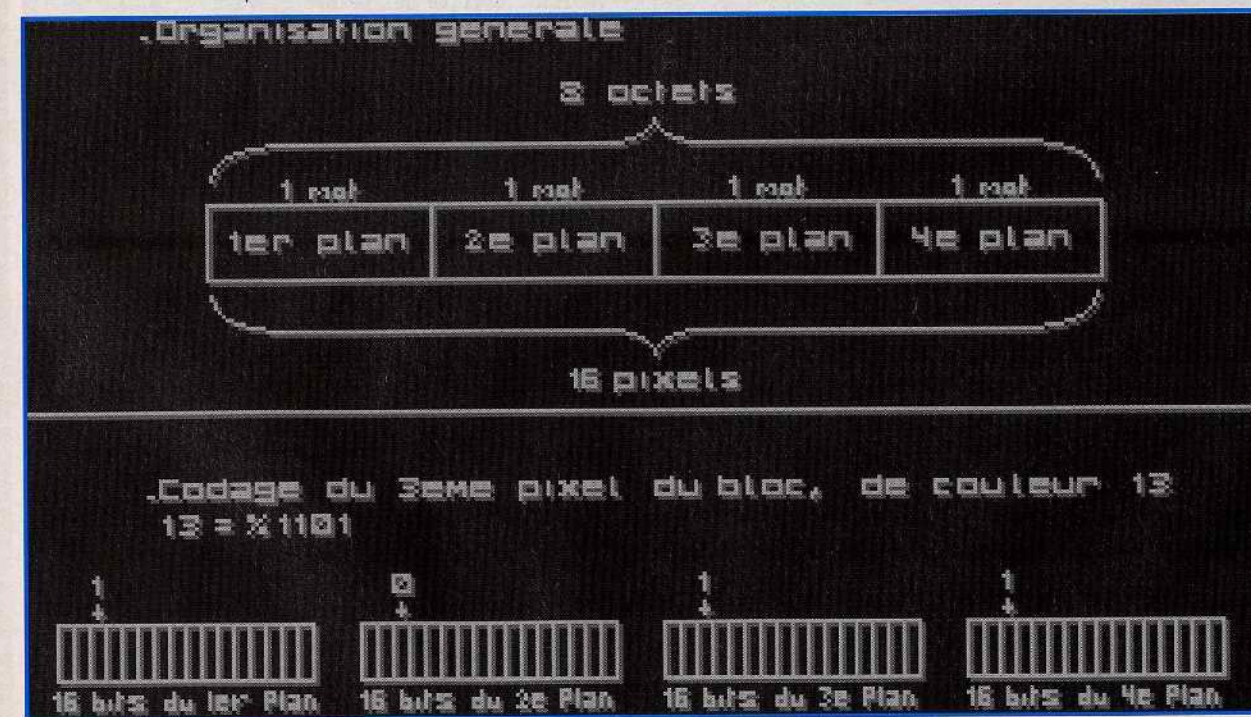 .Organisation generale
8 octets
1 mot 1 mot 1 mot 1 mot
1er plan 2e plan 3e plan 4e plan
16 pixels
.Codage du 3eme pixel du bloc, de couleur 13
13 = %1101
1 0 1 1
16 bits du 1er Plan 16 bits du 2e Plan 16 bits du 3e Plan 16 bits du 4e Plan